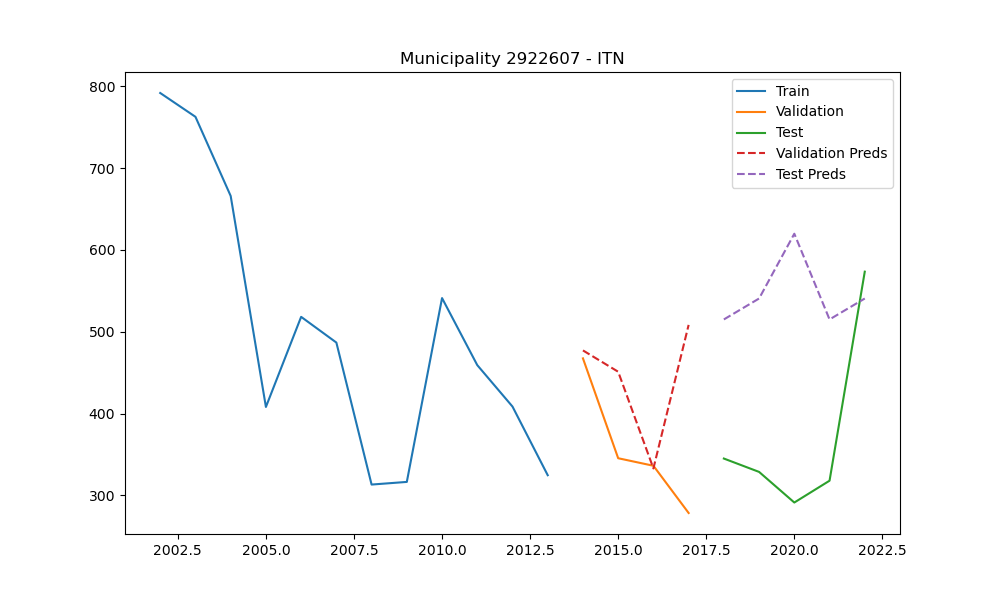 Municipality 2922607 - ITN
800
700
600
500
400
300
Train
Validation
Test
Validation Preds
Test Preds
2002.5 2005.0 2007.5 2010.0 2012.5 2015.0 2017.5 2020.0 2022.5